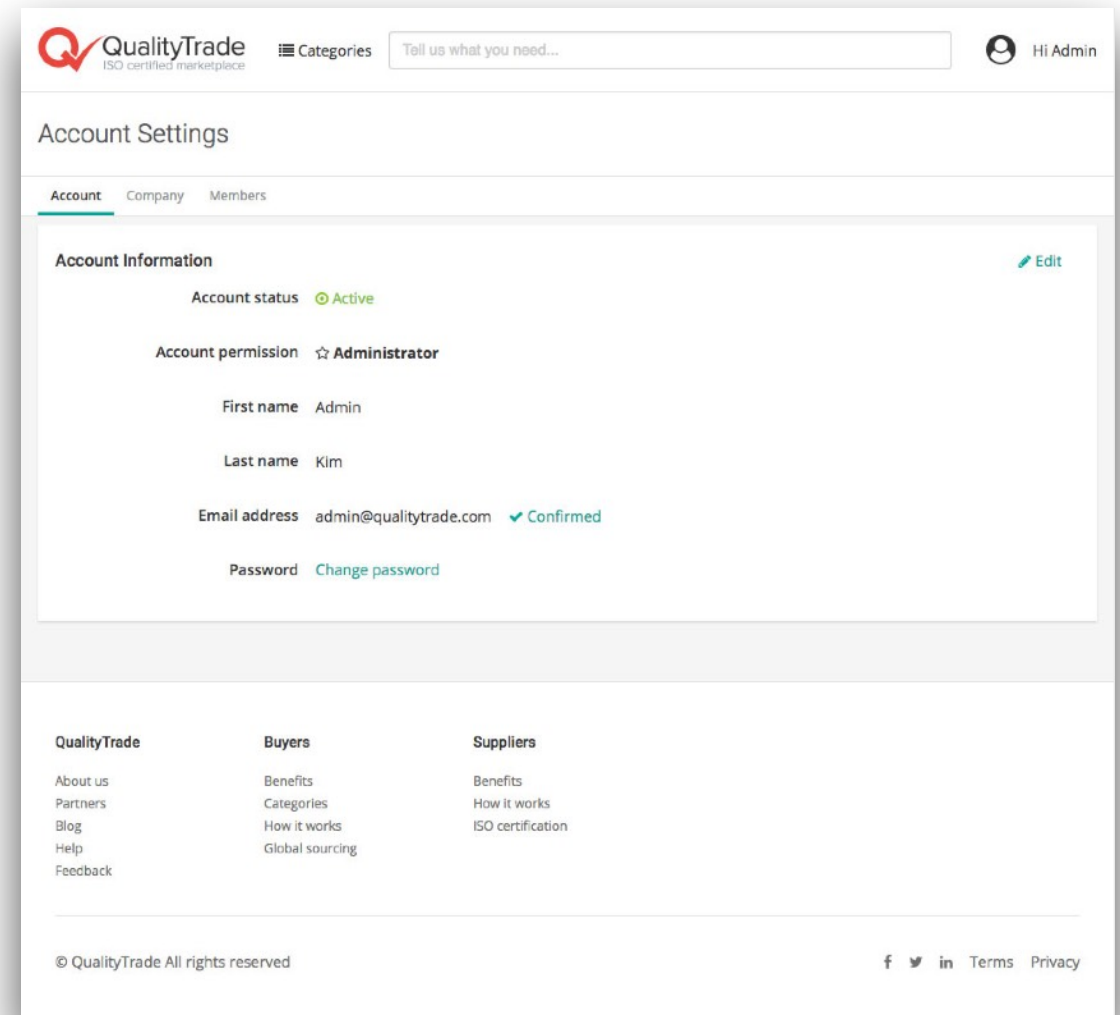 QualityTrade
ISO certified marketplace
Categories
Tell us what you need...
Hi Admin
Account Settings
Account Company Members
Account Information
Edit
Account status Active
Account permission Administrator
First name Admin
Last name Kim
Email address admin@qualitytrade.com Confirmed
Password Change password
QualityTrade
About us
Partners
Blog
Help
Feedback
Buyers
Benefits
Categories
How it works
Global sourcing
Suppliers
Benefits
How it works
ISO certification
© QualityTrade All rights reserved
Terms Privacy